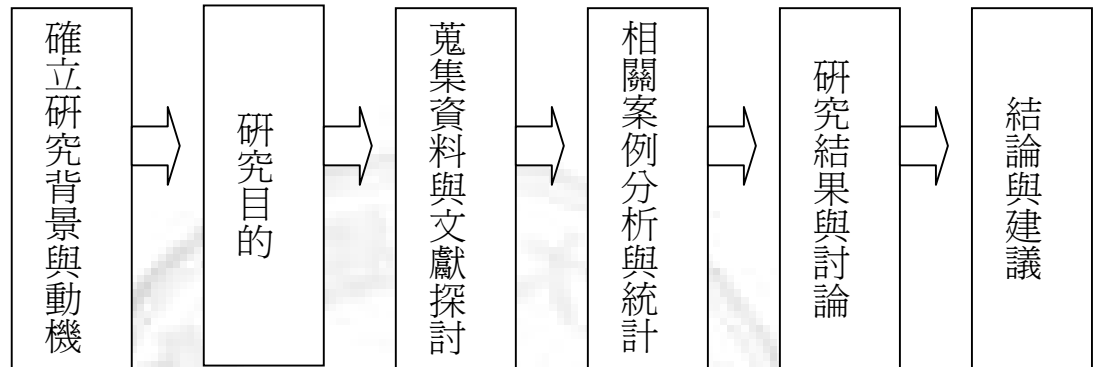 確立研究背景與動機
研究目的
蒐集資料與文獻探討
相關案例分析與統計
研究結果與討論
結論與建議